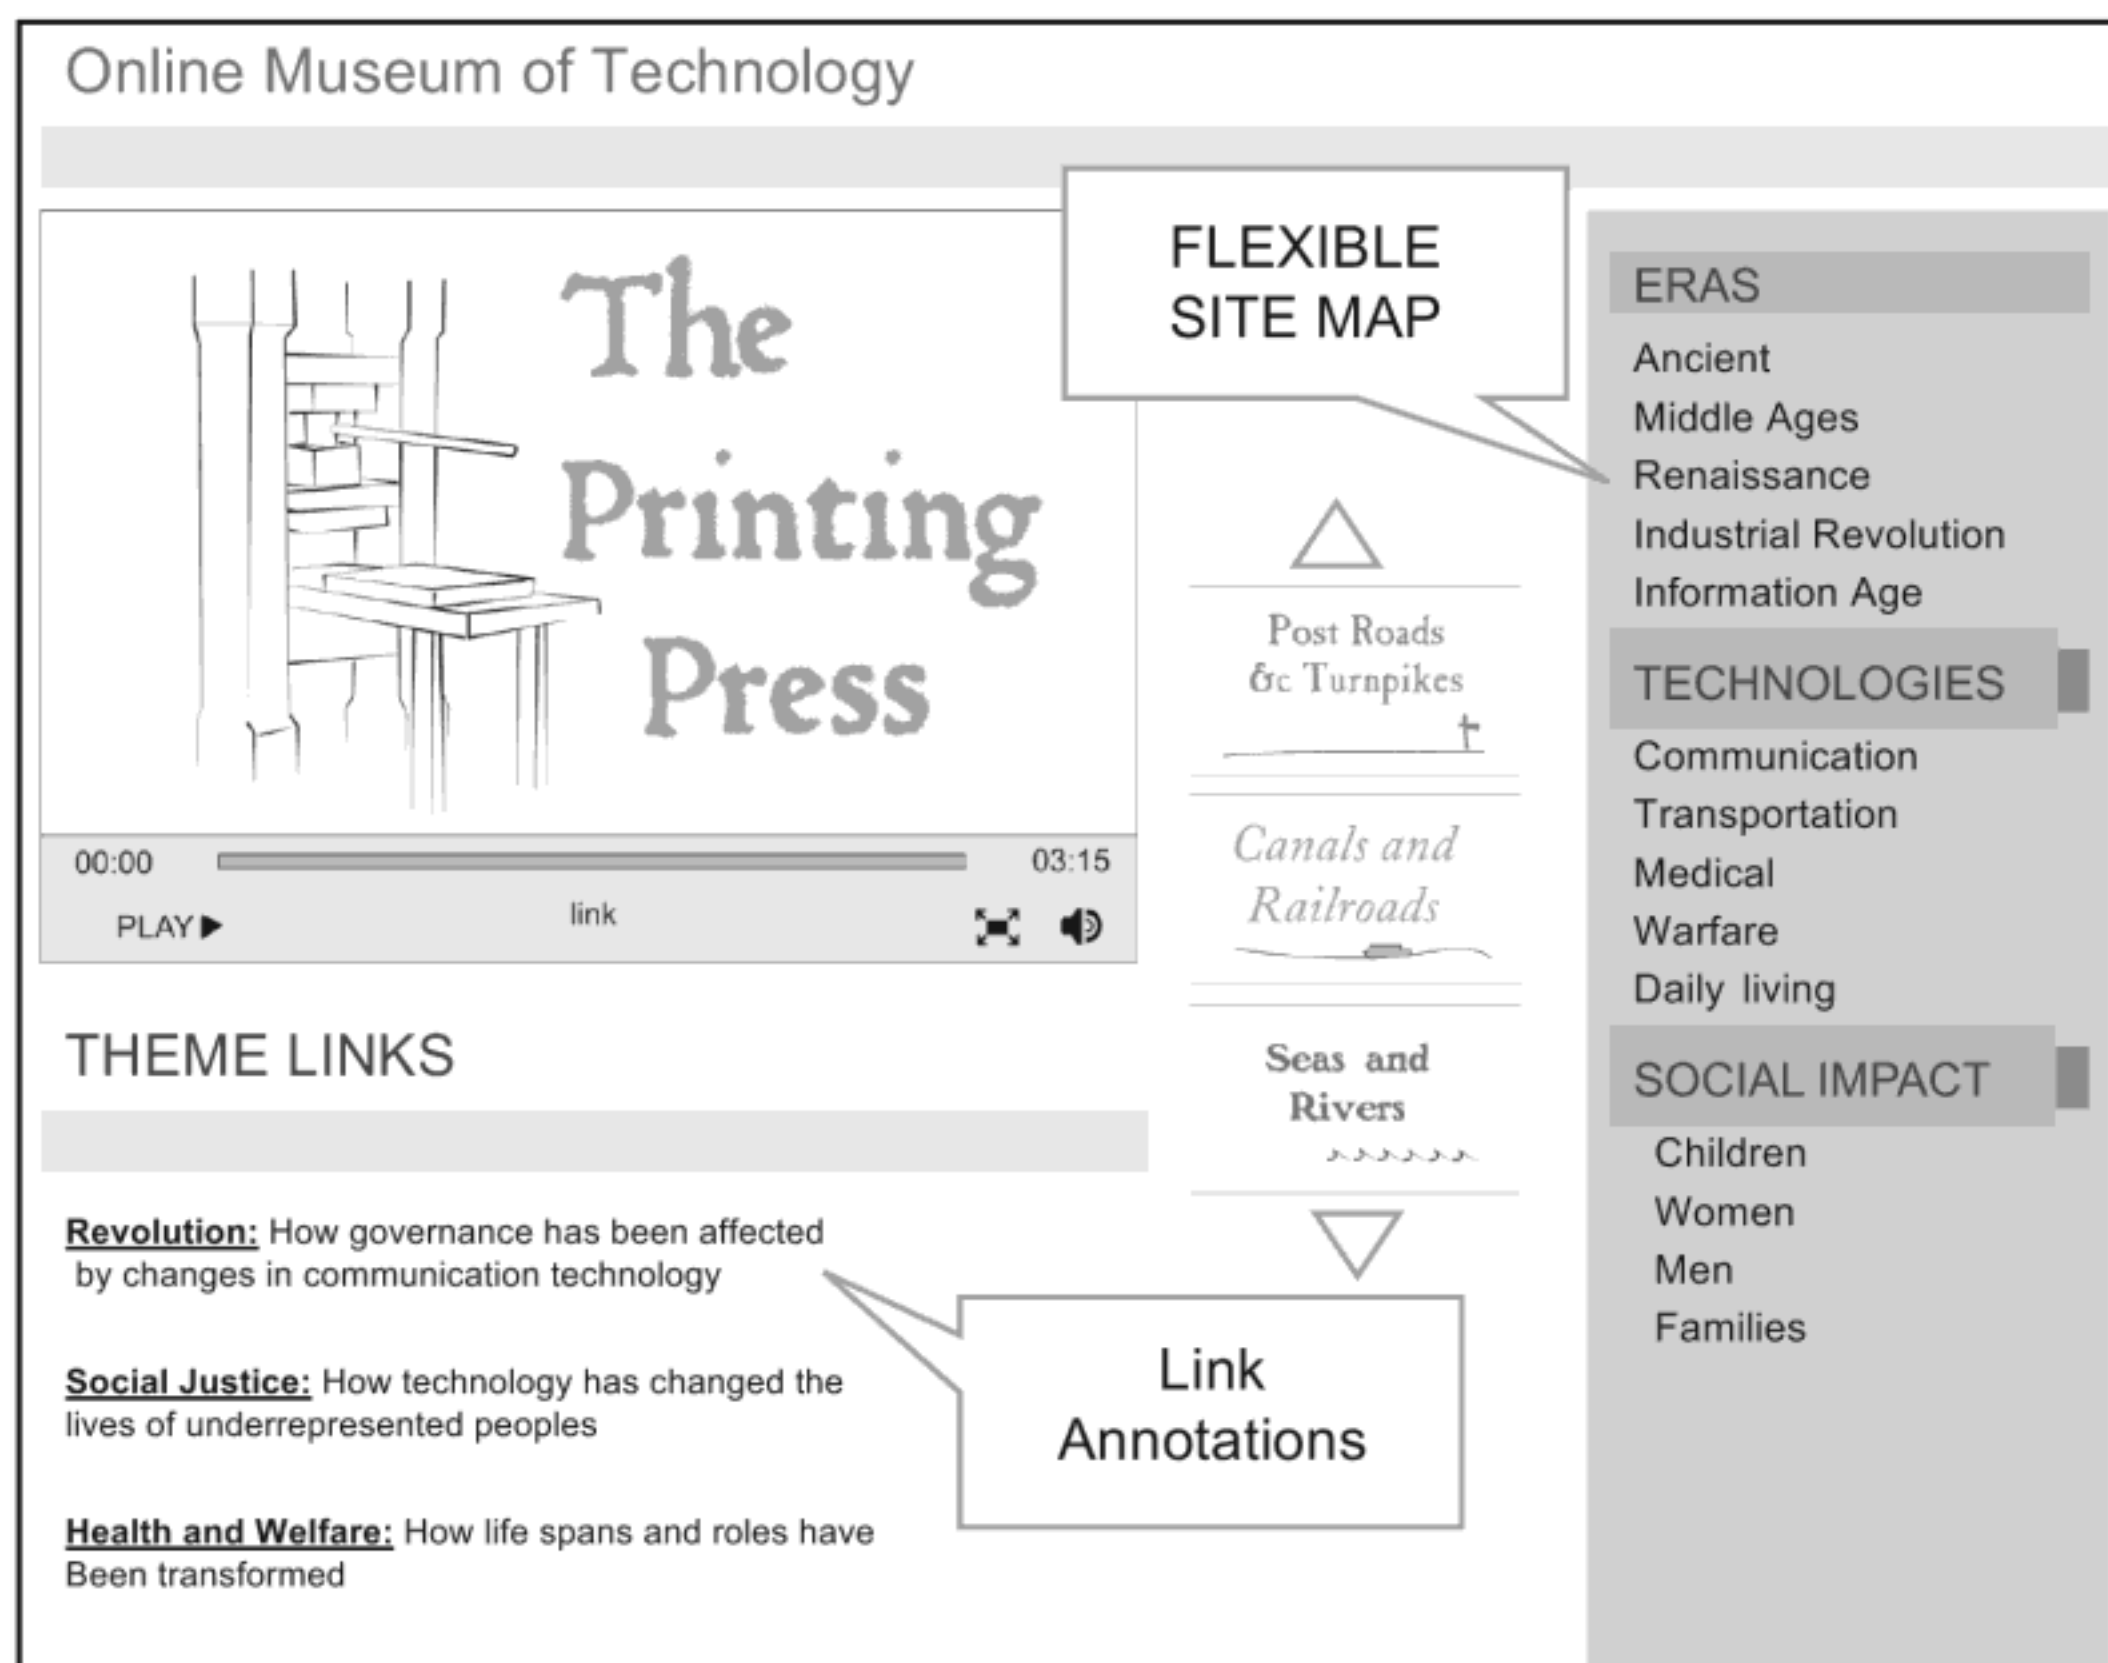 Online Museum of Technology
The
Printing
Press
00:00
03:15
PLAY
link
FLEXIBLE
SITE MAP
Post Roads
&c Turnpikes
Canals and
Railroads
Seas and
Rivers
THEME LINKS
Revolution: How governance has been affected
by changes in communication technology
Social Justice: How technology has changed the
lives of underrepresented peoples
Health and Welfare: How life spans and roles have
Been transformed
Link
Annotations
ERAS
Ancient
Middle Ages
Renaissance
Industrial Revolution
Information Age
TECHNOLOGIES
Communication
Transportation
Medical
Warfare
Daily living
SOCIAL IMPACT
Children
Women
Men
Families